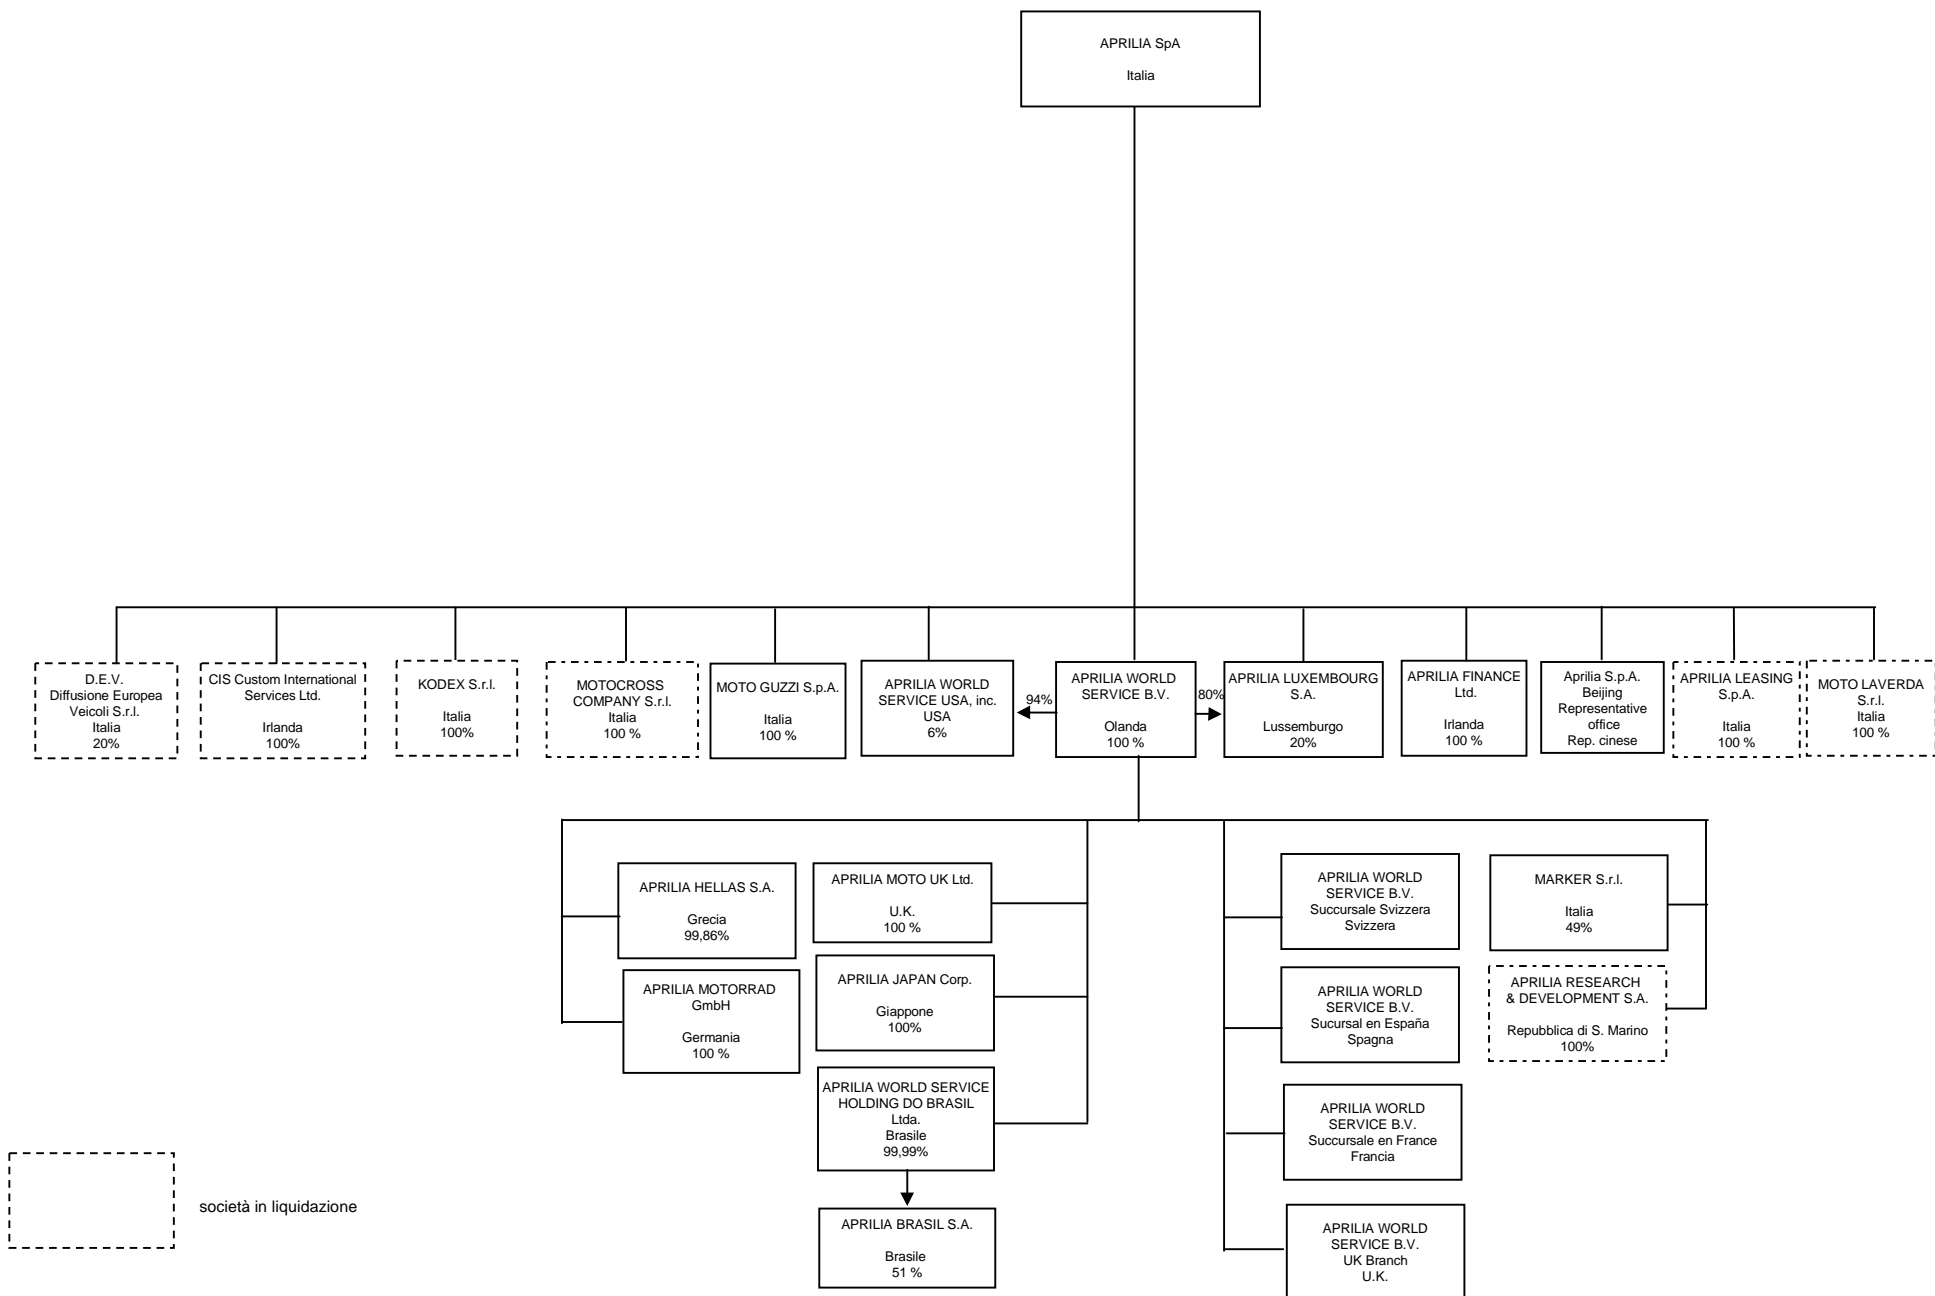 APRILIA SpA
Italia
D.E.V.
Diffusione Europea
Veicoli S.r.l.
Italia
20%
CIS Custom International
Services Ltd.
Irlanda
100%
KODEX S.r.l.
Italia
100%
MOTOCROSS
COMPANY S.r.l.
Italia
100 %
MOTO GUZZI S.p.A.
Italia
100 %
APRILIA WORLD
SERVICE USA, inc.
USA
6%
94%
APRILIA WORLD
SERVICE B.V.
Olanda
100 %
80%
APRILIA LUXEMBOURG
S.A.
Lussemburgo
20%
APRILIA FINANCE
Ltd.
Irlanda
100 %
Aprilia S.p.A.
Beijing
Representative
office
Rep. cinese
APRILIA LEASING
S.p.A.
Italia
100 %
MOTO LAVERDA
S.r.l.
Italia
100 %
APRILIA HELLAS S.A.
Grecia
99,86%
APRILIA MOTORRAD
GmbH
Germania
100 %
APRILIA MOTO UK Ltd.
U.K.
100 %
APRILIA JAPAN Corp.
Giappone
100%
APRILIA WORLD SERVICE
HOLDING DO BRASIL
Ltda.
Brasile
99,99%
APRILIA BRASIL S.A.
Brasile
51 %
APRILIA WORLD
SERVICE B.V.
Succursale Svizzera
Svizzera
APRILIA WORLD
SERVICE B.V.
Sucursal en España
Spagna
APRILIA WORLD
SERVICE B.V.
Succursale en France
Francia
APRILIA WORLD
SERVICE B.V.
UK Branch
U.K.
MARKER S.r.l.
Italia
49%
APRILIA RESEARCH
& DEVELOPMENT S.A.
Repubblica di S. Marino
100%
società in liquidazione